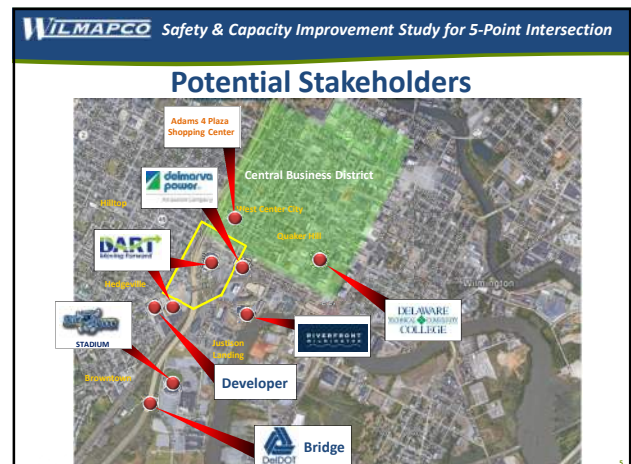 WILMAPCO Safety & Capacity Improvement Study for 5-Point Intersection
Potential Stakeholders
Adams 4 Plaza
Shopping Center
delmarva
power
Central Business District
Hilltop
West Center City
Quaker Hill
DART
Moving Forward
Hedgeville
Wilmington
DELAWARE
TECHNICAL COMMUNITY
COLLEGE
STADIUM
RIVERFRONT
WILMINGTON
Justison
Landing
Browntown
Developer
DelDOT
Bridge
5